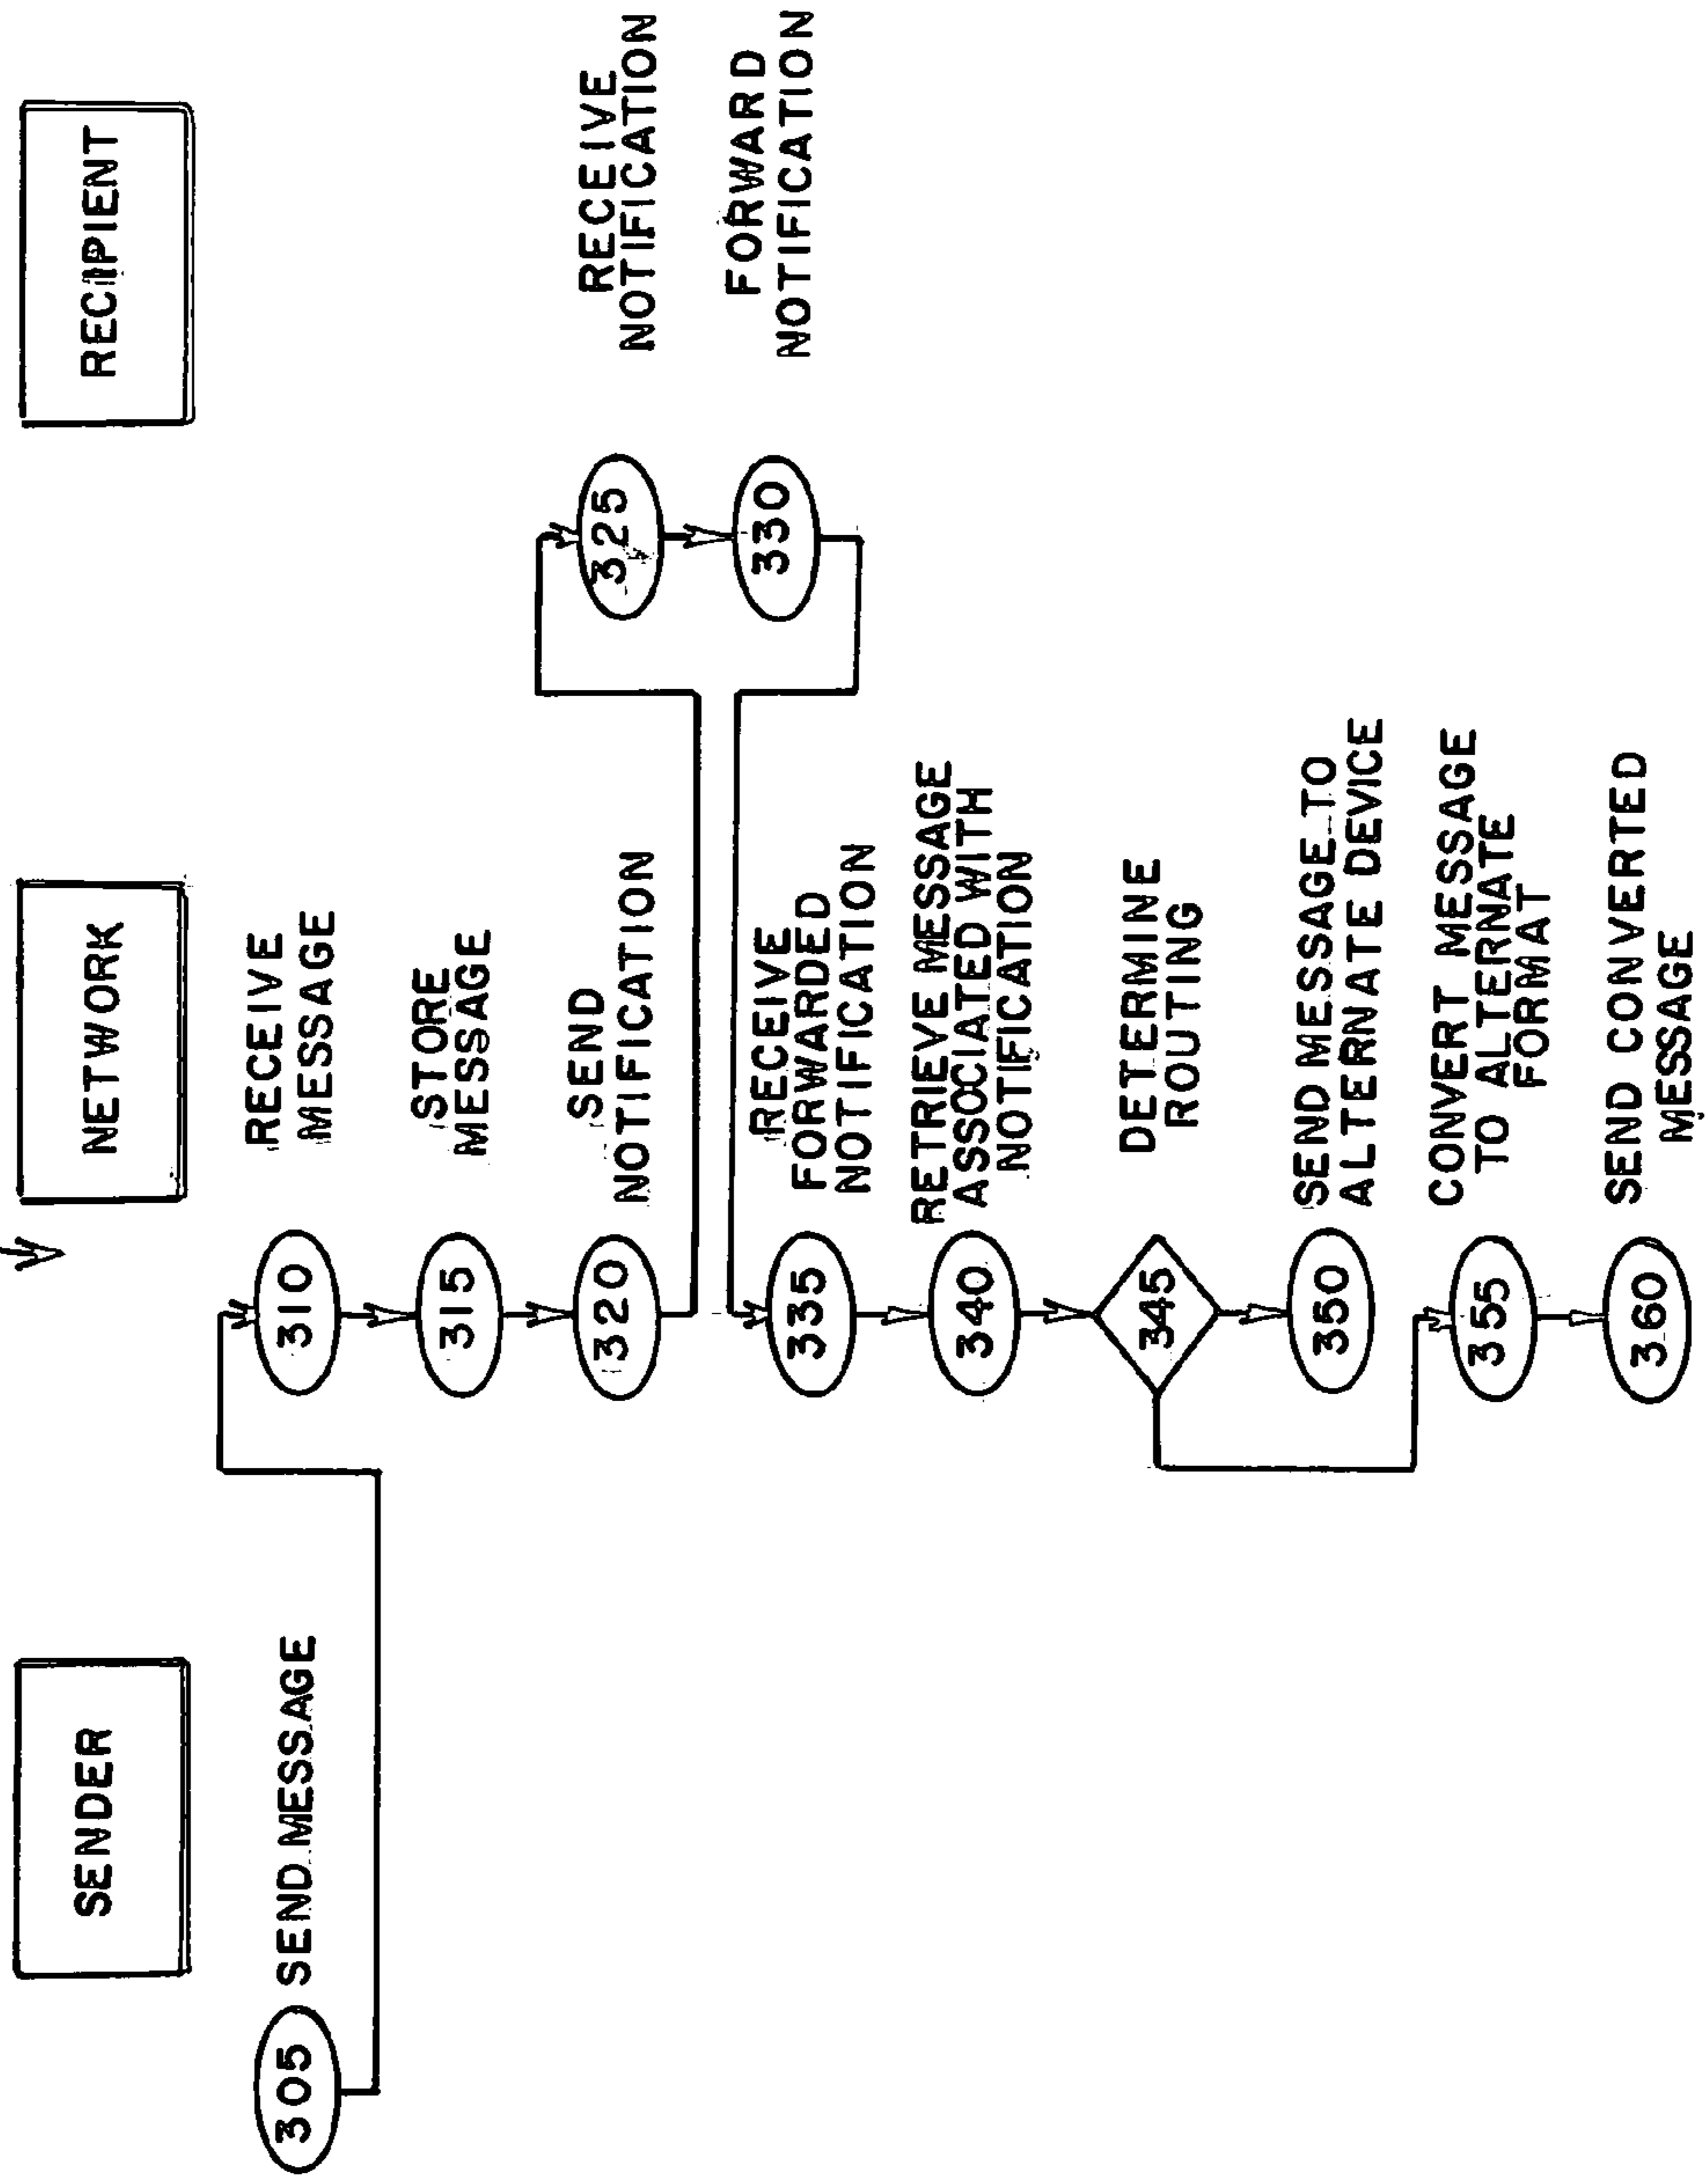 SENDER
NETWORK
RECIPIENT
305
SEND MESSAGE
310
RECEIVE
MESSAGE
315
STORE
MESSAGE
320
SEND
NOTIFICATION
325
RECEIVE
NOTIFICATION
330
FORWARD
NOTIFICATION
335
RECEIVE
FORWARDED
NOTIFICATION
340
RETRIEVE MESSAGE
ASSOCIATED WITH
NOTIFICATION
345
DETERMINE
ROUTING
350
SEND MESSAGE TO
ALTERNATE DEVICE
355
CONVERT MESSAGE
TO ALTERNATE
FORMAT
360
SEND CONVERTED
MESSAGE